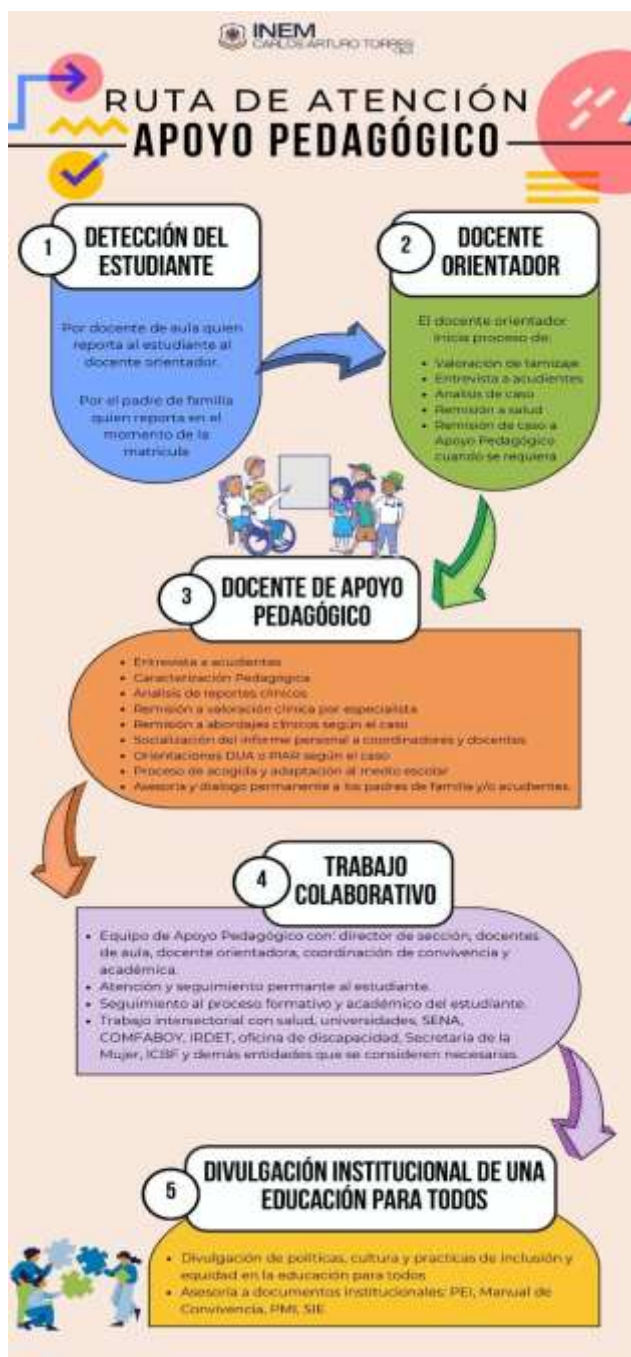 INEM
CARLOS ARTURO TORRES
RUTA DE ATENCIÓN
APOYO PEDAGÓGICO
1
DETECCIÓN DEL
ESTUDIANTE
Por docente de aula quien
reporta al estudiante al
docente orientador.
Por el padre de familia
quien reporta en el
momento de la
matricula
2
DOCENTE
ORIENTADOR
El docente orientador
inicia proceso de:
Valoración de tamizaje
Entrevista a acudientes
Analisis de caso
Remisión a salud
Remisión de caso a
Apoyo Pedagógico
cuando se requiera
3
DOCENTE DE APOYO
PEDAGÓGICO
Entrevista a acudientes
Caracterización Pedagogica
Analisis de reportes clínicos
Remisión a valoración clínica por especialista
Remisión a abordajes clínicos según el caso
Socialización del informe personal a coordinadores y docentes
Orientaciones DUA o PIAR según el caso
Proceso de acogida y adaptación al medio escolar
Asesoría y dialogo permanente a los padres de familia y/o acudientes.
4
TRABAJO
COLABORATIVO
Equipo de Apoyo Pedagógico con: director de sección, docentes
de aula, docente orientadora, coordinación de convivencia y
académica.
Atención y seguimiento permante al estudiante.
Seguimiento al proceso formativo y académico del estudiante.
Trabajo intersectorial con salud, universidades, SENA,
COMFABOY, IRDET, oficina de discapacidad, Secretaria de la
Mujer, ICBF y demás entidades que se consideren necesarias.
5
DIVULGACIÓN INSTITUCIONAL DE UNA
EDUCACIÓN PARA TODOS
Divulgación de políticas, cultura y practicas de inclusión y
equidad en la educación para todos
Asesoria a documentos institucionales: PEI, Manual de
Convivencia, PMI, SIE